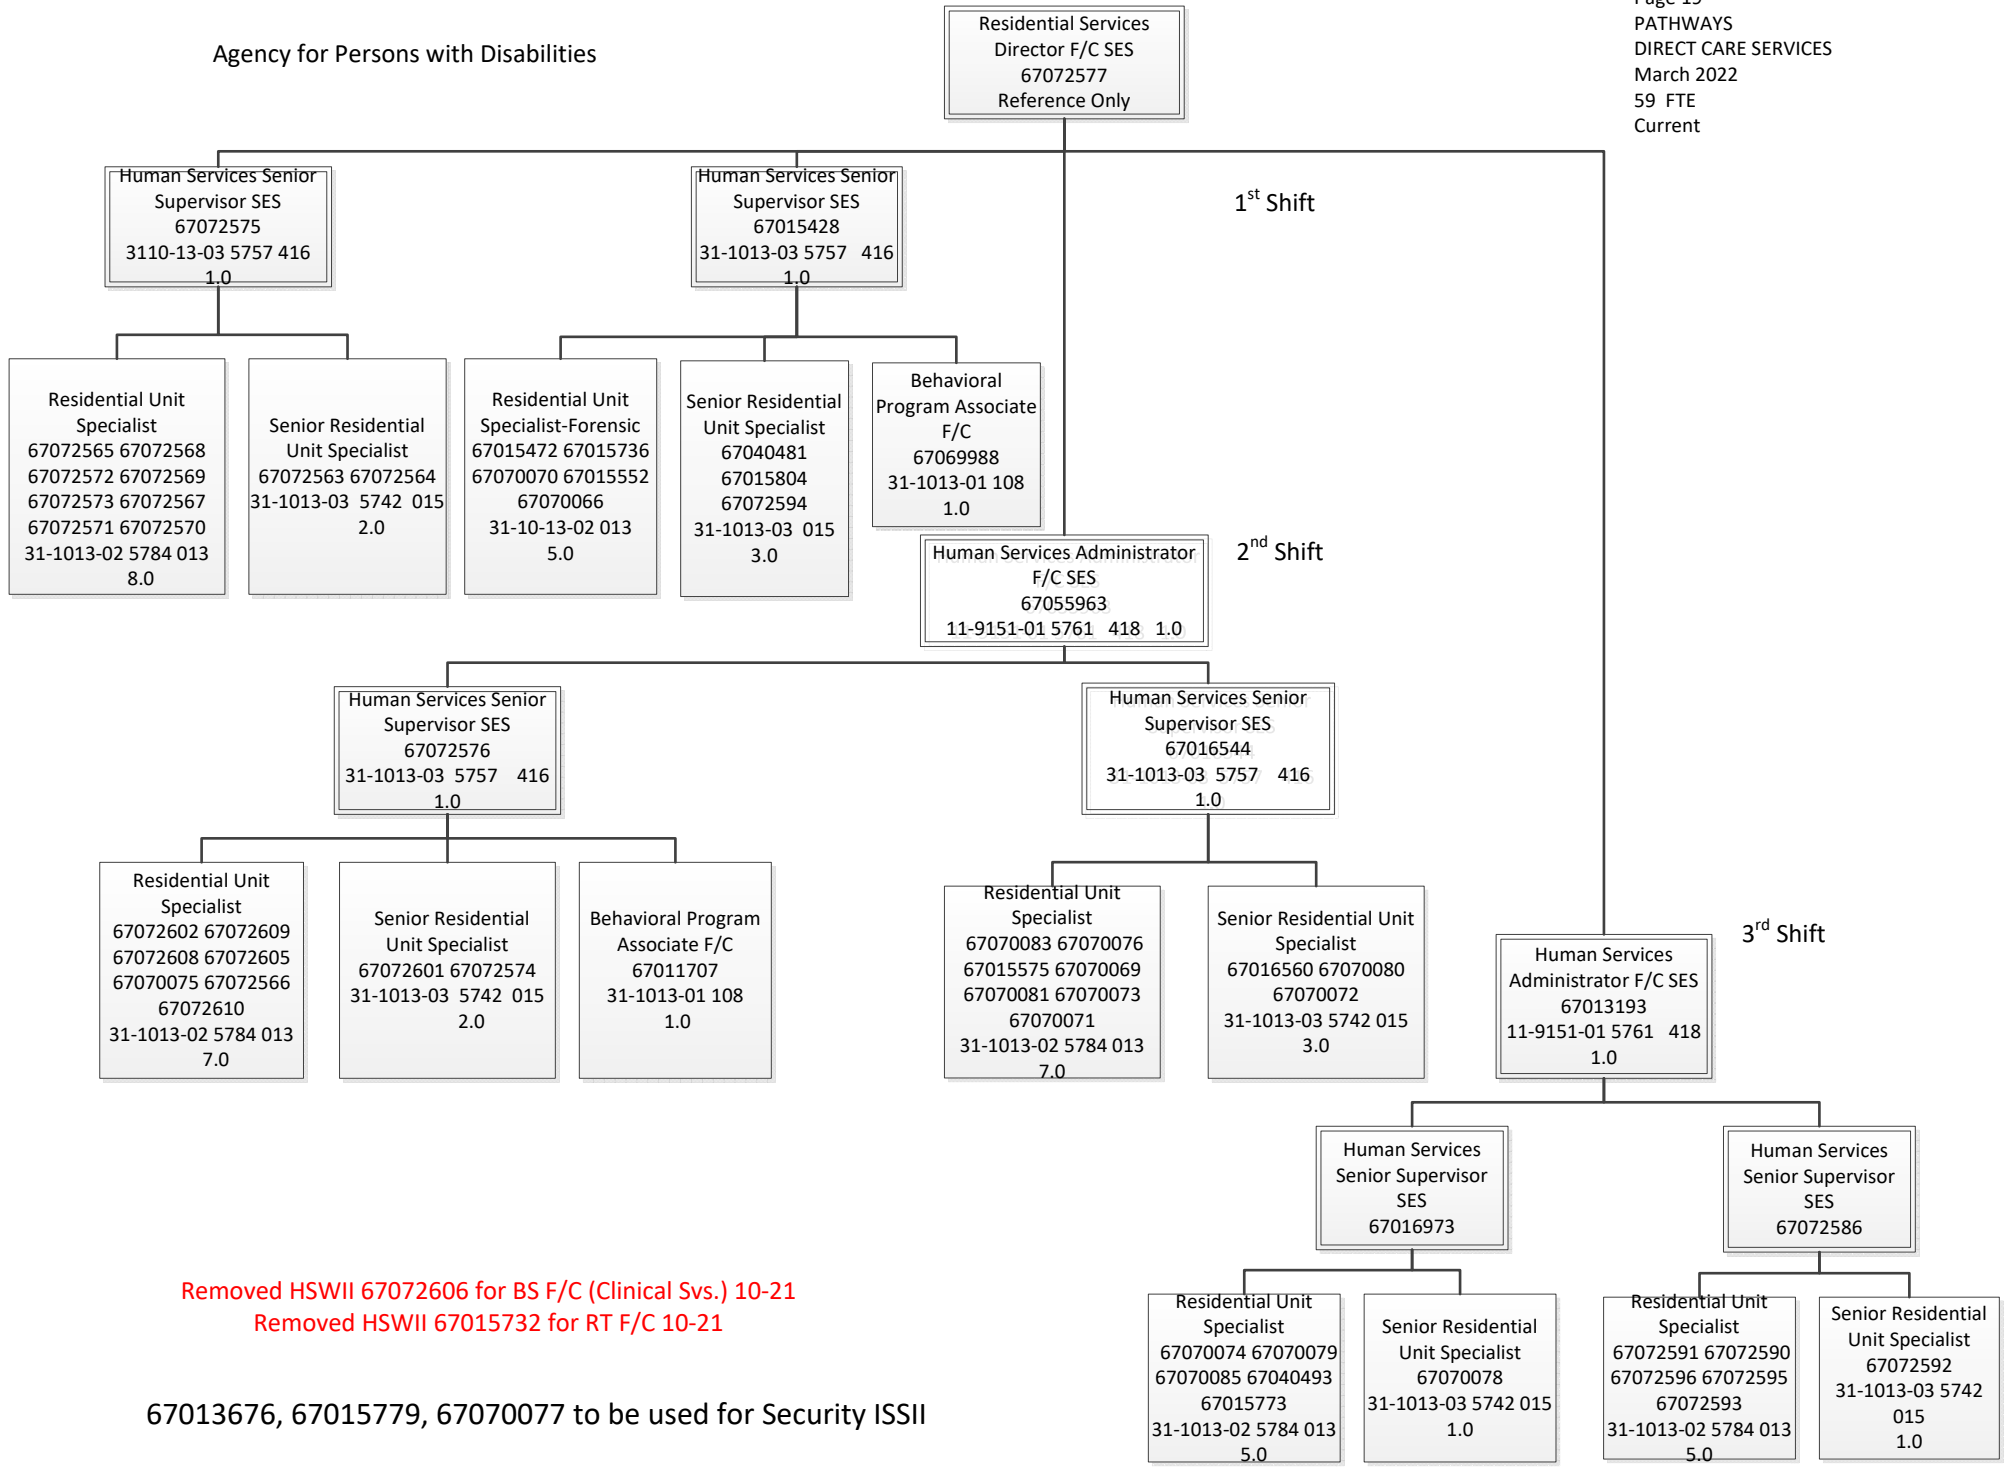 Page 19
PATHWAYS
DIRECT CARE SERVICES
March 2022
59 FTE
Current
Agency for Persons with Disabilities
Residential Services
Director F/C SES
67072577
Reference Only
1st Shift
Human Services Senior
Supervisor SES
67072575
3110-13-03 5757 416
1.0
Human Services Senior
Supervisor SES
67015428
31-1013-03 5757 416
1.0
Residential Unit
Specialist
67072565 67072568
67072572 67072569
67072573 67072567
67072571 67072570
31-1013-02 5784 013
8.0
Senior Residential
Unit Specialist
67072563 67072564
31-1013-03 5742 015
2.0
Residential Unit
Specialist-Forensic
67015472 67015736
67070070 67015552
67070066
31-10-13-02 013
5.0
Senior Residential
Unit Specialist
67040481
67015804
67072594
31-1013-03 015
3.0
Behavioral
Program Associate
F/C
67069988
31-1013-01 108
1.0
2nd Shift
Human Services Administrator
F/C SES
67055963
11-9151-01 5761 418 1.0
Human Services Senior
Supervisor SES
67072576
31-1013-03 5757 416
1.0
Human Services Senior
Supervisor SES
67016544
31-1013-03 5757 416
1.0
Residential Unit
Specialist
67072602 67072609
67072608 67072605
67070075 67072566
67072610
31-1013-02 5784 013
7.0
Senior Residential
Unit Specialist
67072601 67072574
31-1013-03 5742 015
2.0
Behavioral Program
Associate F/C
67011707
31-1013-01 108
1.0
Residential Unit
Specialist
67070083 67070076
67015575 67070069
67070081 67070073
67070071
31-1013-02 5784 013
7.0
Senior Residential Unit
Specialist
67016560 67070080
67070072
31-1013-03 5742 015
3.0
3rd Shift
Human Services
Administrator F/C SES
67013193
11-9151-01 5761 418
1.0
Human Services
Senior Supervisor
SES
67016973
Human Services
Senior Supervisor
SES
67072586
Residential Unit
Specialist
67070074 67070079
67070085 67040493
67015773
31-1013-02 5784 013
5.0
Senior Residential
Unit Specialist
67070078
31-1013-03 5742 015
1.0
Residential Unit
Specialist
67072591 67072590
67072596 67072595
67072593
31-1013-02 5784 013
5.0
Senior Residential
Unit Specialist
67072592
31-1013-03 5742
015
1.0
Removed HSWII 67072606 for BS F/C (Clinical Svs.) 10-21
Removed HSWII 67015732 for RT F/C 10-21
67013676, 67015779, 67070077 to be used for Security ISSII